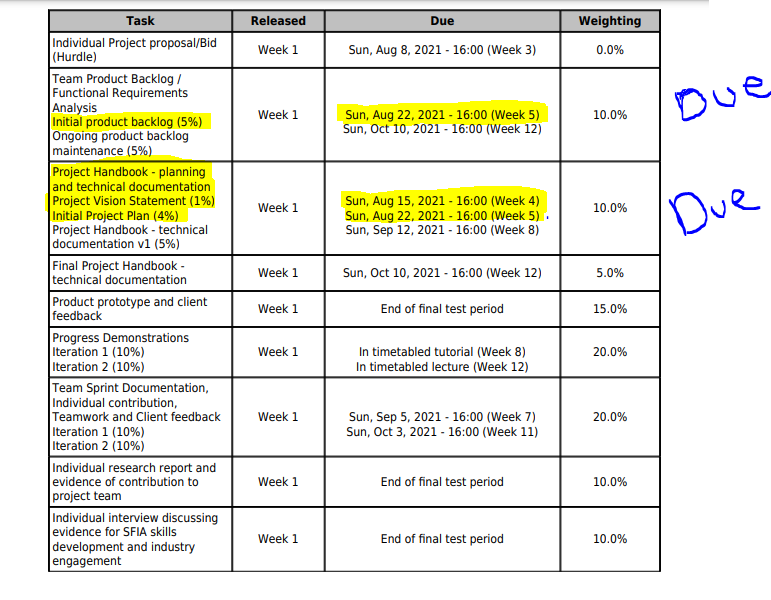 Task Released Due Weighting
Individual Project proposal/Bid
(Hurdle)
Week 1
Sun, Aug 8, 2021 - 16:00 (Week 3)
0.0%
Team Product Backlog /
Functional Requirements
Analysis
Initial product backlog (5%)
Ongoing product backlog
maintenance (5%)
Week 1
Sun, Aug 22, 2021 - 16:00 (Week 5)
Sun, Oct 10, 2021 - 16:00 (Week 12)
10.0%
Due
Project Handbook - planning
and technical documentation
Project Vision Statement (1%)
Initial Project Plan (4%)
Project Handbook - technical
documentation v1 (5%)
Week 1
Sun, Aug 15, 2021 - 16:00 (Week 4)
Sun, Aug 22, 2021 - 16:00 (Week 5)
Sun, Sep 12, 2021 - 16:00 (Week 8)
10.0%
Due
Final Project Handbook -
technical documentation
Week 1
Sun, Oct 10, 2021 - 16:00 (Week 12)
5.0%
Product prototype and client
feedback
Week 1
End of final test period
15.0%
Progress Demonstrations
Iteration 1 (10%)
Iteration 2 (10%)
Week 1
In timetabled tutorial (Week 8)
In timetabled lecture (Week 12)
20.0%
Team Sprint Documentation,
Individual contribution,
Teamwork and Client feedback
Iteration 1 (10%)
Iteration 2 (10%)
Week 1
Sun, Sep 5, 2021 - 16:00 (Week 7)
Sun, Oct 3, 2021 - 16:00 (Week 11)
20.0%
Individual research report and
evidence of contribution to
project team
Week 1
End of final test period
10.0%
Individual interview discussing
evidence for SFIA skills
development and industry
engagement
Week 1
End of final test period
10.0%